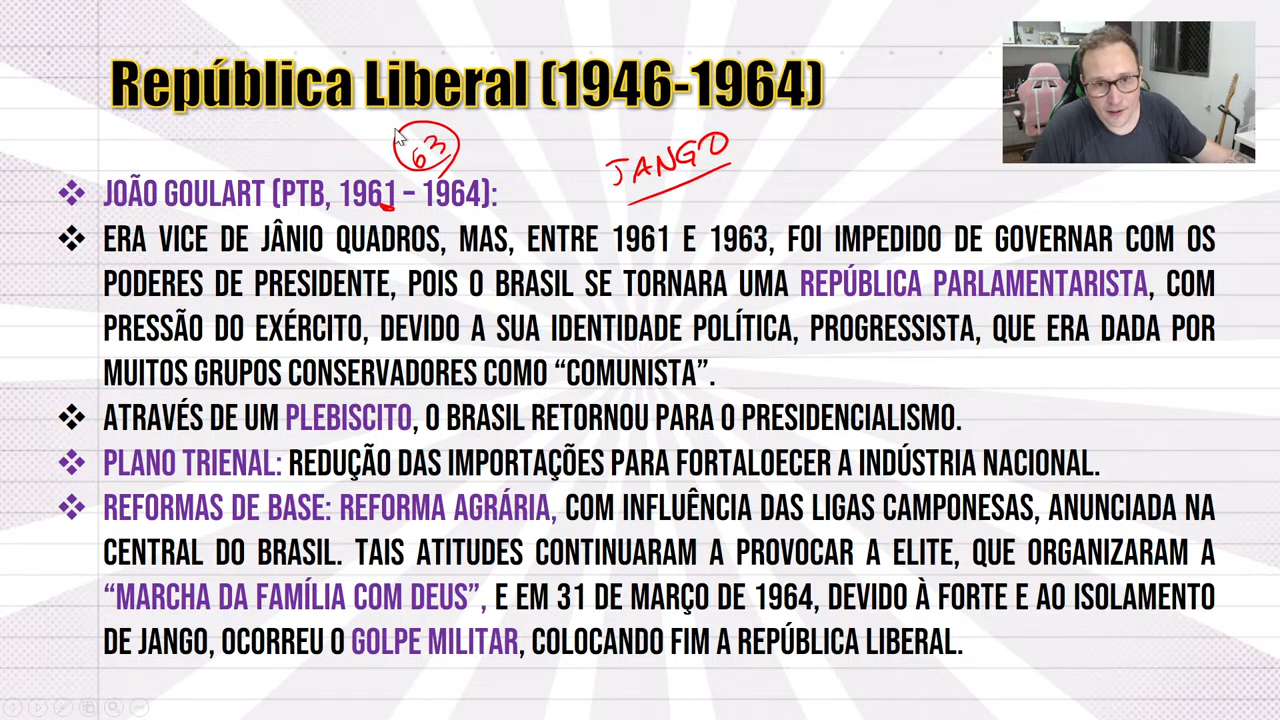 República Liberal (1946-1964)
63
JANGO
JOÃO GOULART (PTB, 1961 – 1964):
ERA VICE DE JÂNIO QUADROS, MAS, ENTRE 1961 E 1963, FOI IMPEDIDO DE GOVERNAR COM OS
PODERES DE PRESIDENTE, POIS O BRASIL SE TORNARA UMA REPÚBLICA PARLAMENTARISTA, COM
PRESSÃO DO EXÉRCITO, DEVIDO A SUA IDENTIDADE POLÍTICA, PROGRESSISTA, QUE ERA DADA POR
MUITOS GRUPOS CONSERVADORES COMO “COMUNISTA”.
ATRAVÉS DE UM PLEBISCITO, O BRASIL RETORNOU PARA O PRESIDENCIALISMO.
PLANO TRIENAL: REDUÇÃO DAS IMPORTAÇÕES PARA FORTALOECER A INDÚSTRIA NACIONAL.
REFORMAS DE BASE: REFORMA AGRÁRIA, COM INFLUÊNCIA DAS LIGAS CAMPONESAS, ANUNCIADA NA
CENTRAL DO BRASIL. TAIS ATITUDES CONTINUARAM A PROVOCAR A ELITE, QUE ORGANIZARAM A
“MARCHA DA FAMÍLIA COM DEUS”, E EM 31 DE MARÇO DE 1964, DEVIDO À FORTE E AO ISOLAMENTO
DE JANGO, OCORREU O GOLPE MILITAR, COLOCANDO FIM A REPÚBLICA LIBERAL.